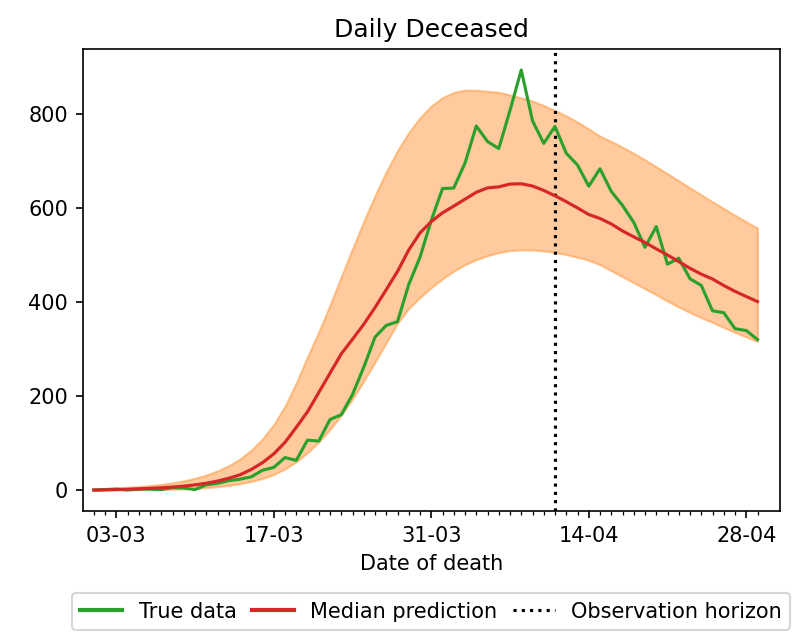 Daily Deceased
800
600
400
200
0
03-03 17-03 31-03 14-04 28-04
Date of death
True data Median prediction Observation horizon